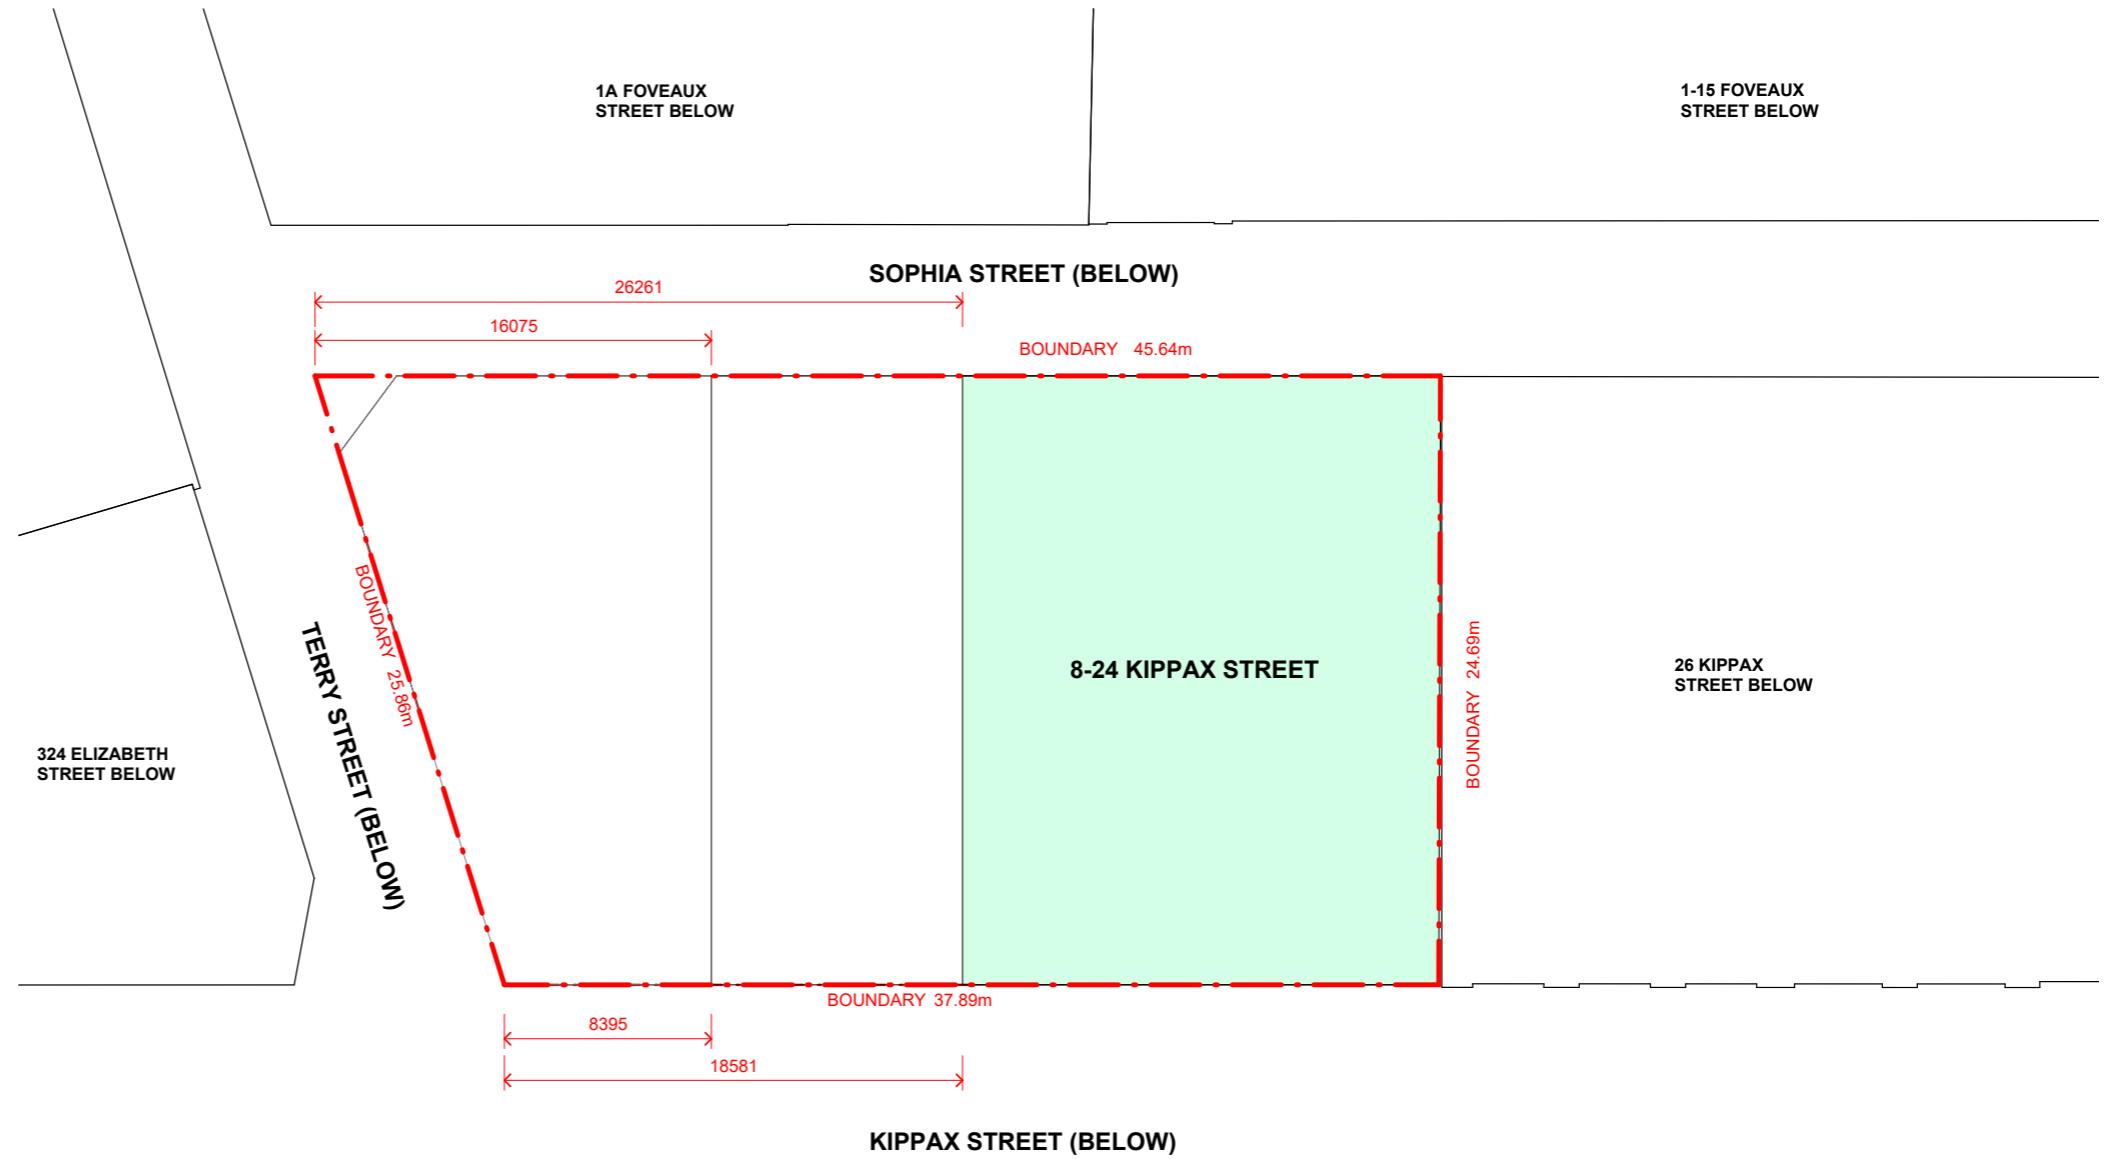 1A FOVEAUX
STREET BELOW
1-15 FOVEAUX
STREET BELOW
SOPHIA STREET (BELOW)
26261
16075
BOUNDARY 45.64m
BOUNDARY 25.86m
TERRY STREET (BELOW)
8-24 KIPPAX STREET
BOUNDARY 24.69m
26 KIPPAX
STREET BELOW
324 ELIZABETH
STREET BELOW
BOUNDARY 37.89m
8395
18581
KIPPAX STREET (BELOW)